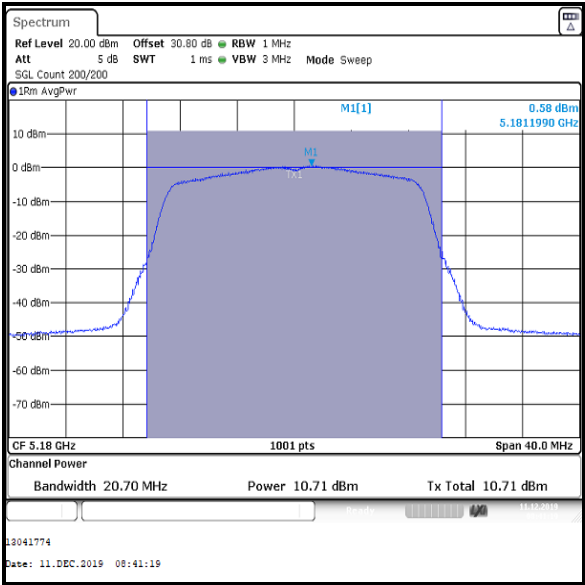 Spectrum
Ref Level 20.00 dBm Offset 30.80 dB RBW 1 MHz
Att 5 dB SWT 1 ms VBW 3 MHz Mode Sweep
SGL Count 200/200
1Rm AvgPwr
M1[1] 0.58 dBm
5.1811990 GHz
10 dBm
M1
0 dBm
TX1
-10 dBm
-20 dBm
-30 dBm
-40 dBm
-50 dBm
-60 dBm
-70 dBm
CF 5.18 GHz 1001 pts Span 40.0 MHz
Channel Power
Bandwidth 20.70 MHz Power 10.71 dBm Tx Total 10.71 dBm
Ready 11.12.2019
13041774
Date: 11.DEC.2019 08:41:19